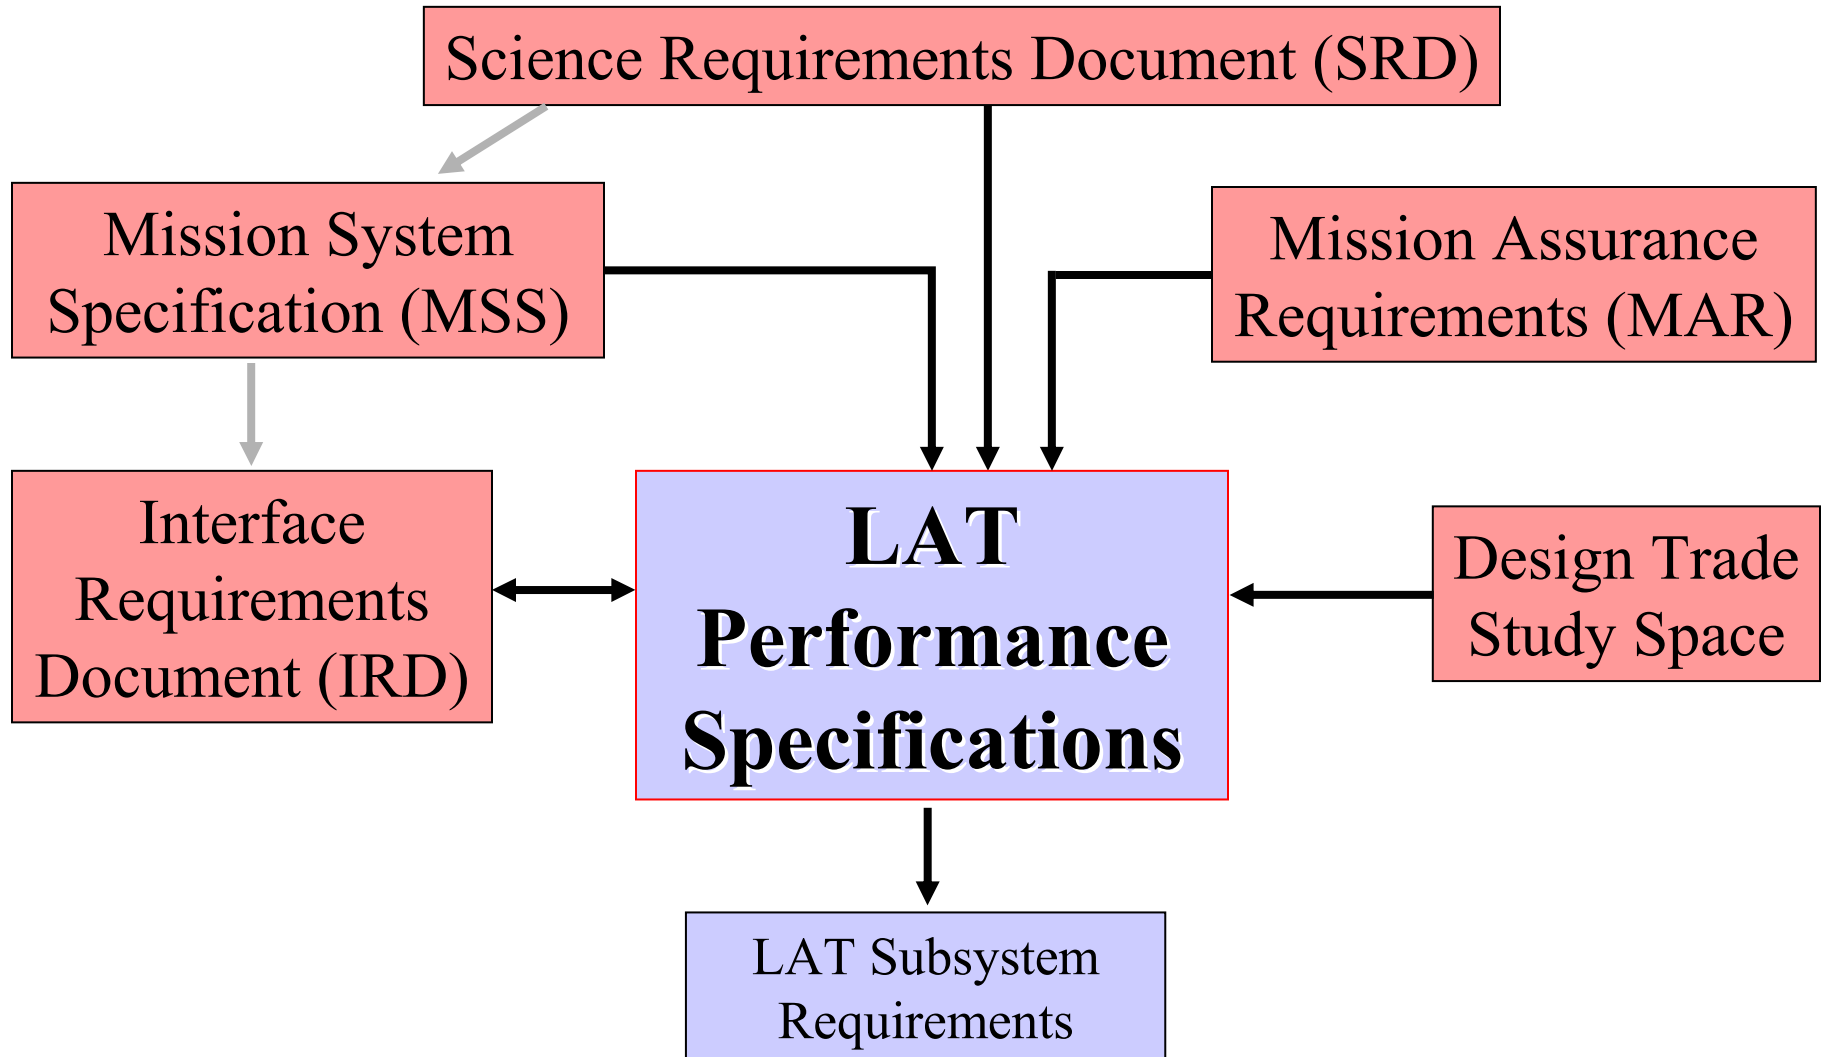 Science Requirements Document (SRD)
Mission System
Specification (MSS)
Mission Assurance
Requirements (MAR)
Interface
Requirements
Document (IRD)
LAT
Performance
Specifications
Design Trade
Study Space
LAT Subsystem
Requirements